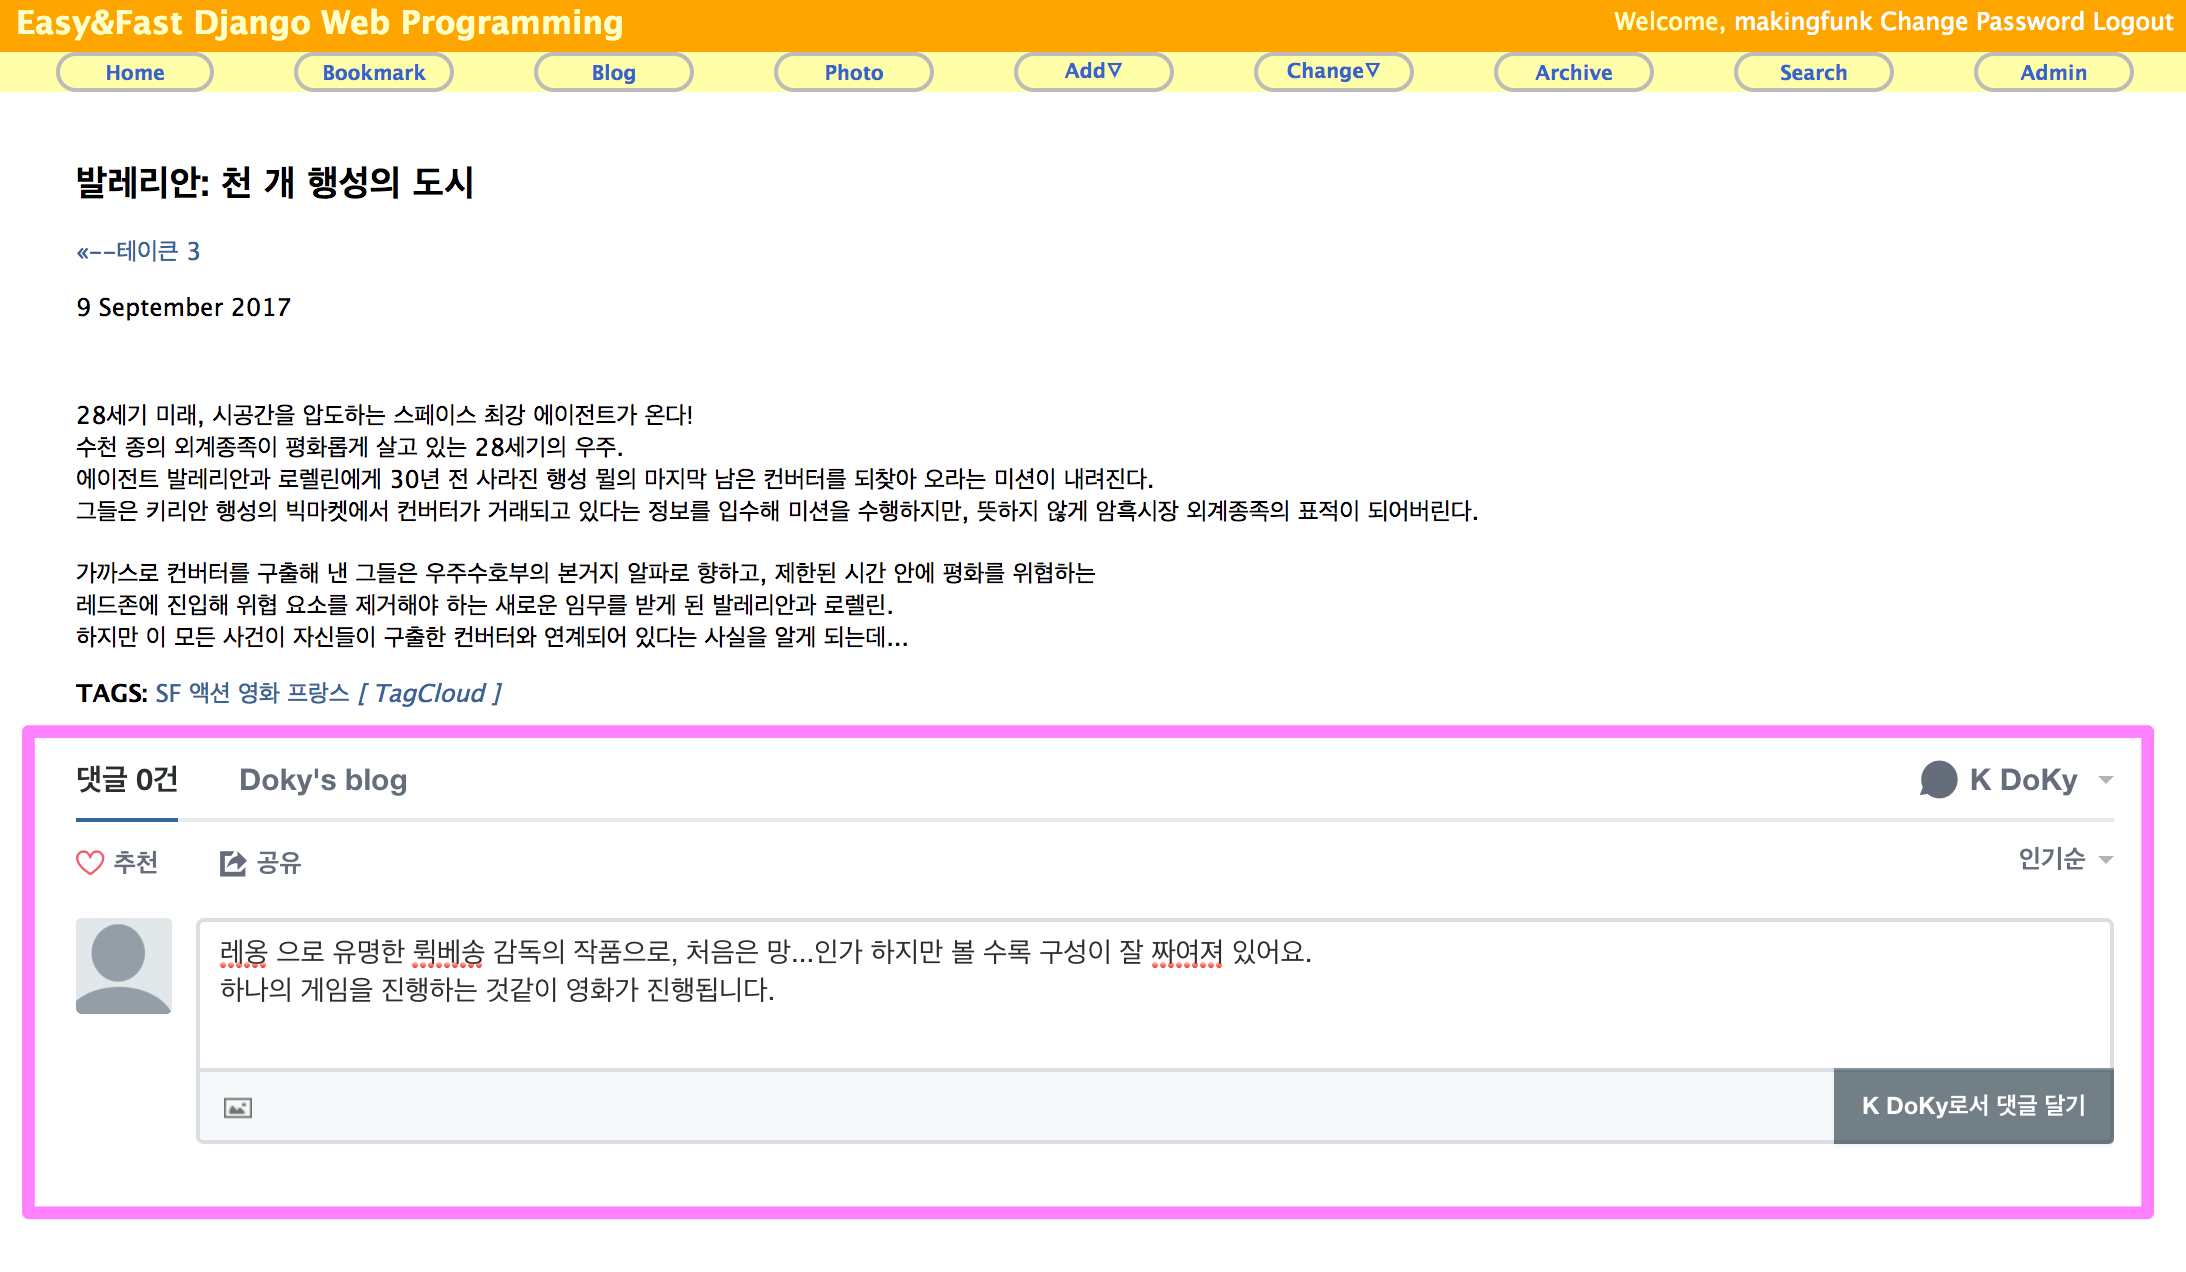 Easy&Fast Django Web Programming
Welcome, makingfunk Change Password Logout
Home Bookmark Blog Photo Add▽ Change▽ Archive Search Admin
발레리안: 천 개 행성의 도시
«--테이큰 3
9 September 2017
28세기 미래, 시공간을 압도하는 스페이스 최강 에이전트가 온다!
수천 종의 외계종족이 평화롭게 살고 있는 28세기의 우주.
에이전트 발레리안과 로렐린에게 30년 전 사라진 행성 뮐의 마지막 남은 컨버터를 되찾아 오라는 미션이 내려진다.
그들은 키리안 행성의 빅마켓에서 컨버터가 거래되고 있다는 정보를 입수해 미션을 수행하지만, 뜻하지 않게 암흑시장 외계종족의 표적이 되어버린다.
가까스로 컨버터를 구출해 낸 그들은 우주수호부의 본거지 알파로 향하고, 제한된 시간 안에 평화를 위협하는
레드존에 진입해 위협 요소를 제거해야 하는 새로운 임무를 받게 된 발레리안과 로렐린.
하지만 이 모든 사건이 자신들이 구출한 컨버터와 연계되어 있다는 사실을 알게 되는데...
TAGS: SF 액션 영화 프랑스 [ TagCloud ]
댓글 0건 Doky's blog K DoKy
추천 공유 인기순
레옹 으로 유명한 뤽베송 감독의 작품으로, 처음은 망...인가 하지만 볼 수록 구성이 잘 짜여져 있어요.
하나의 게임을 진행하는 것같이 영화가 진행됩니다.
K DoKy로서 댓글 달기